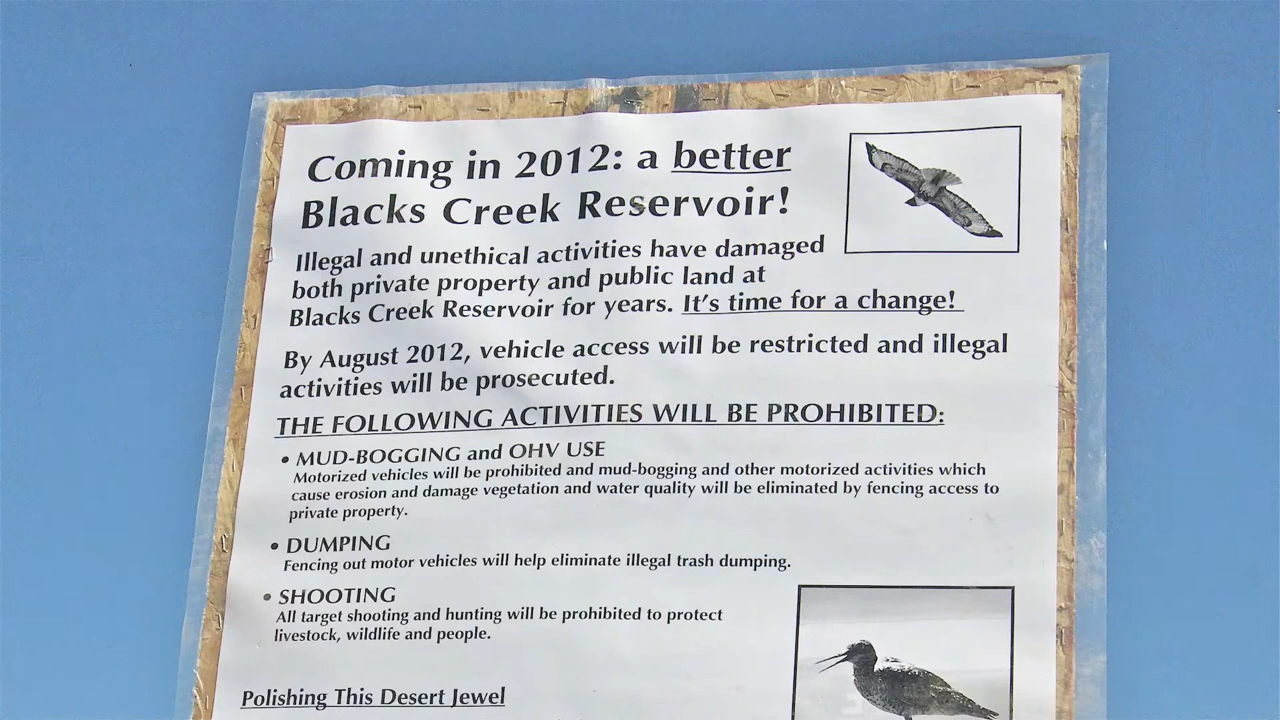 Coming in 2012: a better
Blacks Creek Reservoir!
Illegal and unethical activities have damaged
both private property and public land at
Blacks Creek Reservoir for years. It's time for a change!
By August 2012, vehicle access will be restricted and illegal
activities will be prosecuted.
THE FOLLOWING ACTIVITIES WILL BE PROHIBITED:
• MUD-BOGGING and OHV USE
Motorized vehicles will be prohibited and mud-bogging and other motorized activities which
cause erosion and damage vegetation and water quality will be eliminated by fencing access to
private property.
• DUMPING
Fencing out motor vehicles will help eliminate illegal trash dumping.
• SHOOTING
All target shooting and hunting will be prohibited to protect
livestock, wildlife and people.
Polishing This Desert Jewel